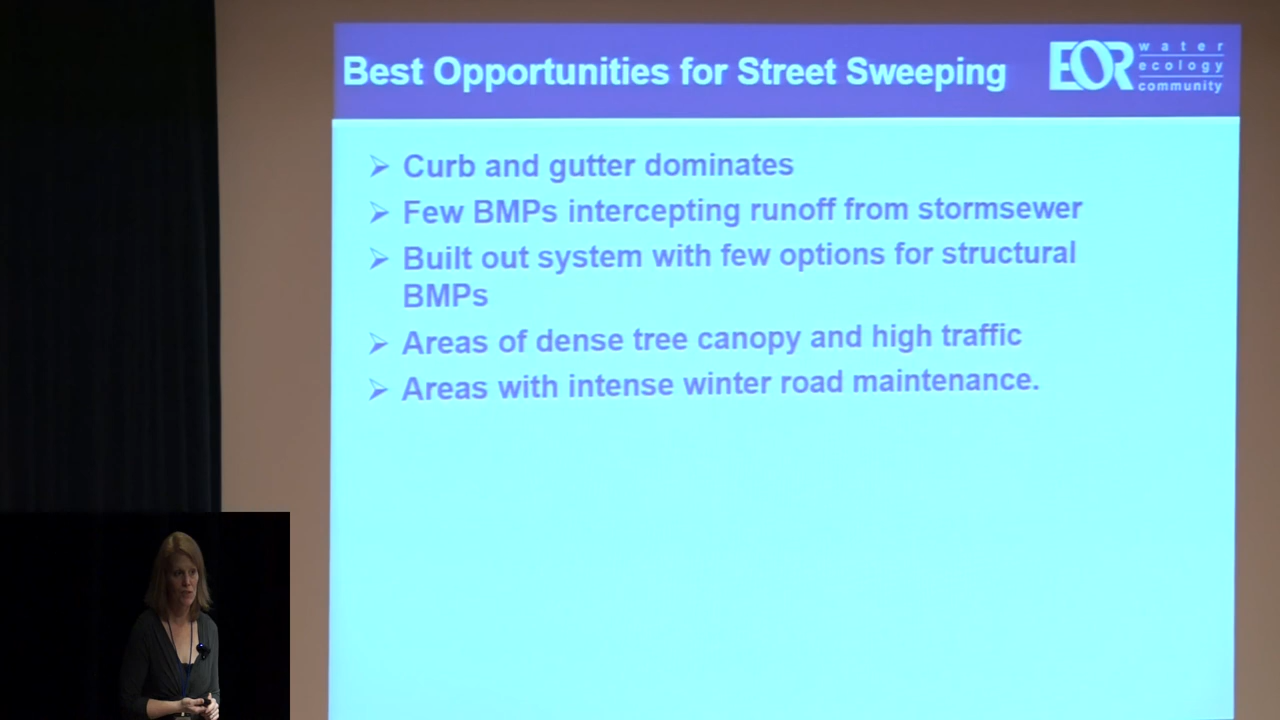 Best Opportunities for Street Sweeping
EOR
water
ecology
community
➢ Curb and gutter dominates
➢ Few BMPs intercepting runoff from stormsewer
➢ Built out system with few options for structural
BMPs
➢ Areas of dense tree canopy and high traffic
➢ Areas with intense winter road maintenance.